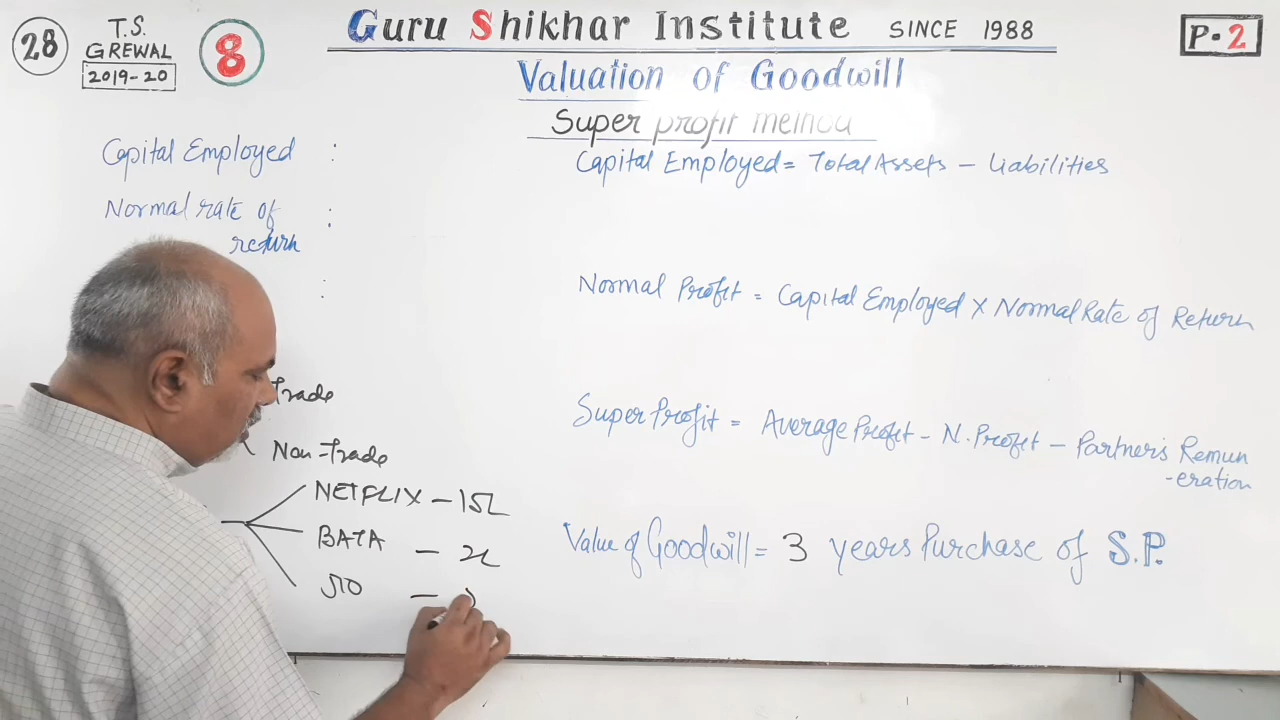 28
T.S.
GREWAL
2019-20
8
Guru Shikhar Institute SINCE 1988
P.2
Valuation of Goodwill
Super profit method
Capital Employed :
Capital Employed = Total Assets - Liabilities
Normal rate of return :
:
Normal Profit = Capital Employed x Normal Rate of Return
Trade
Non-Trade
Super Profit = Average Profit - N. Profit - Partner's Remun
-eration
NETFLIX - 15L
BATA -
- 
Value of Goodwill = 3 years Purchase of S.P.